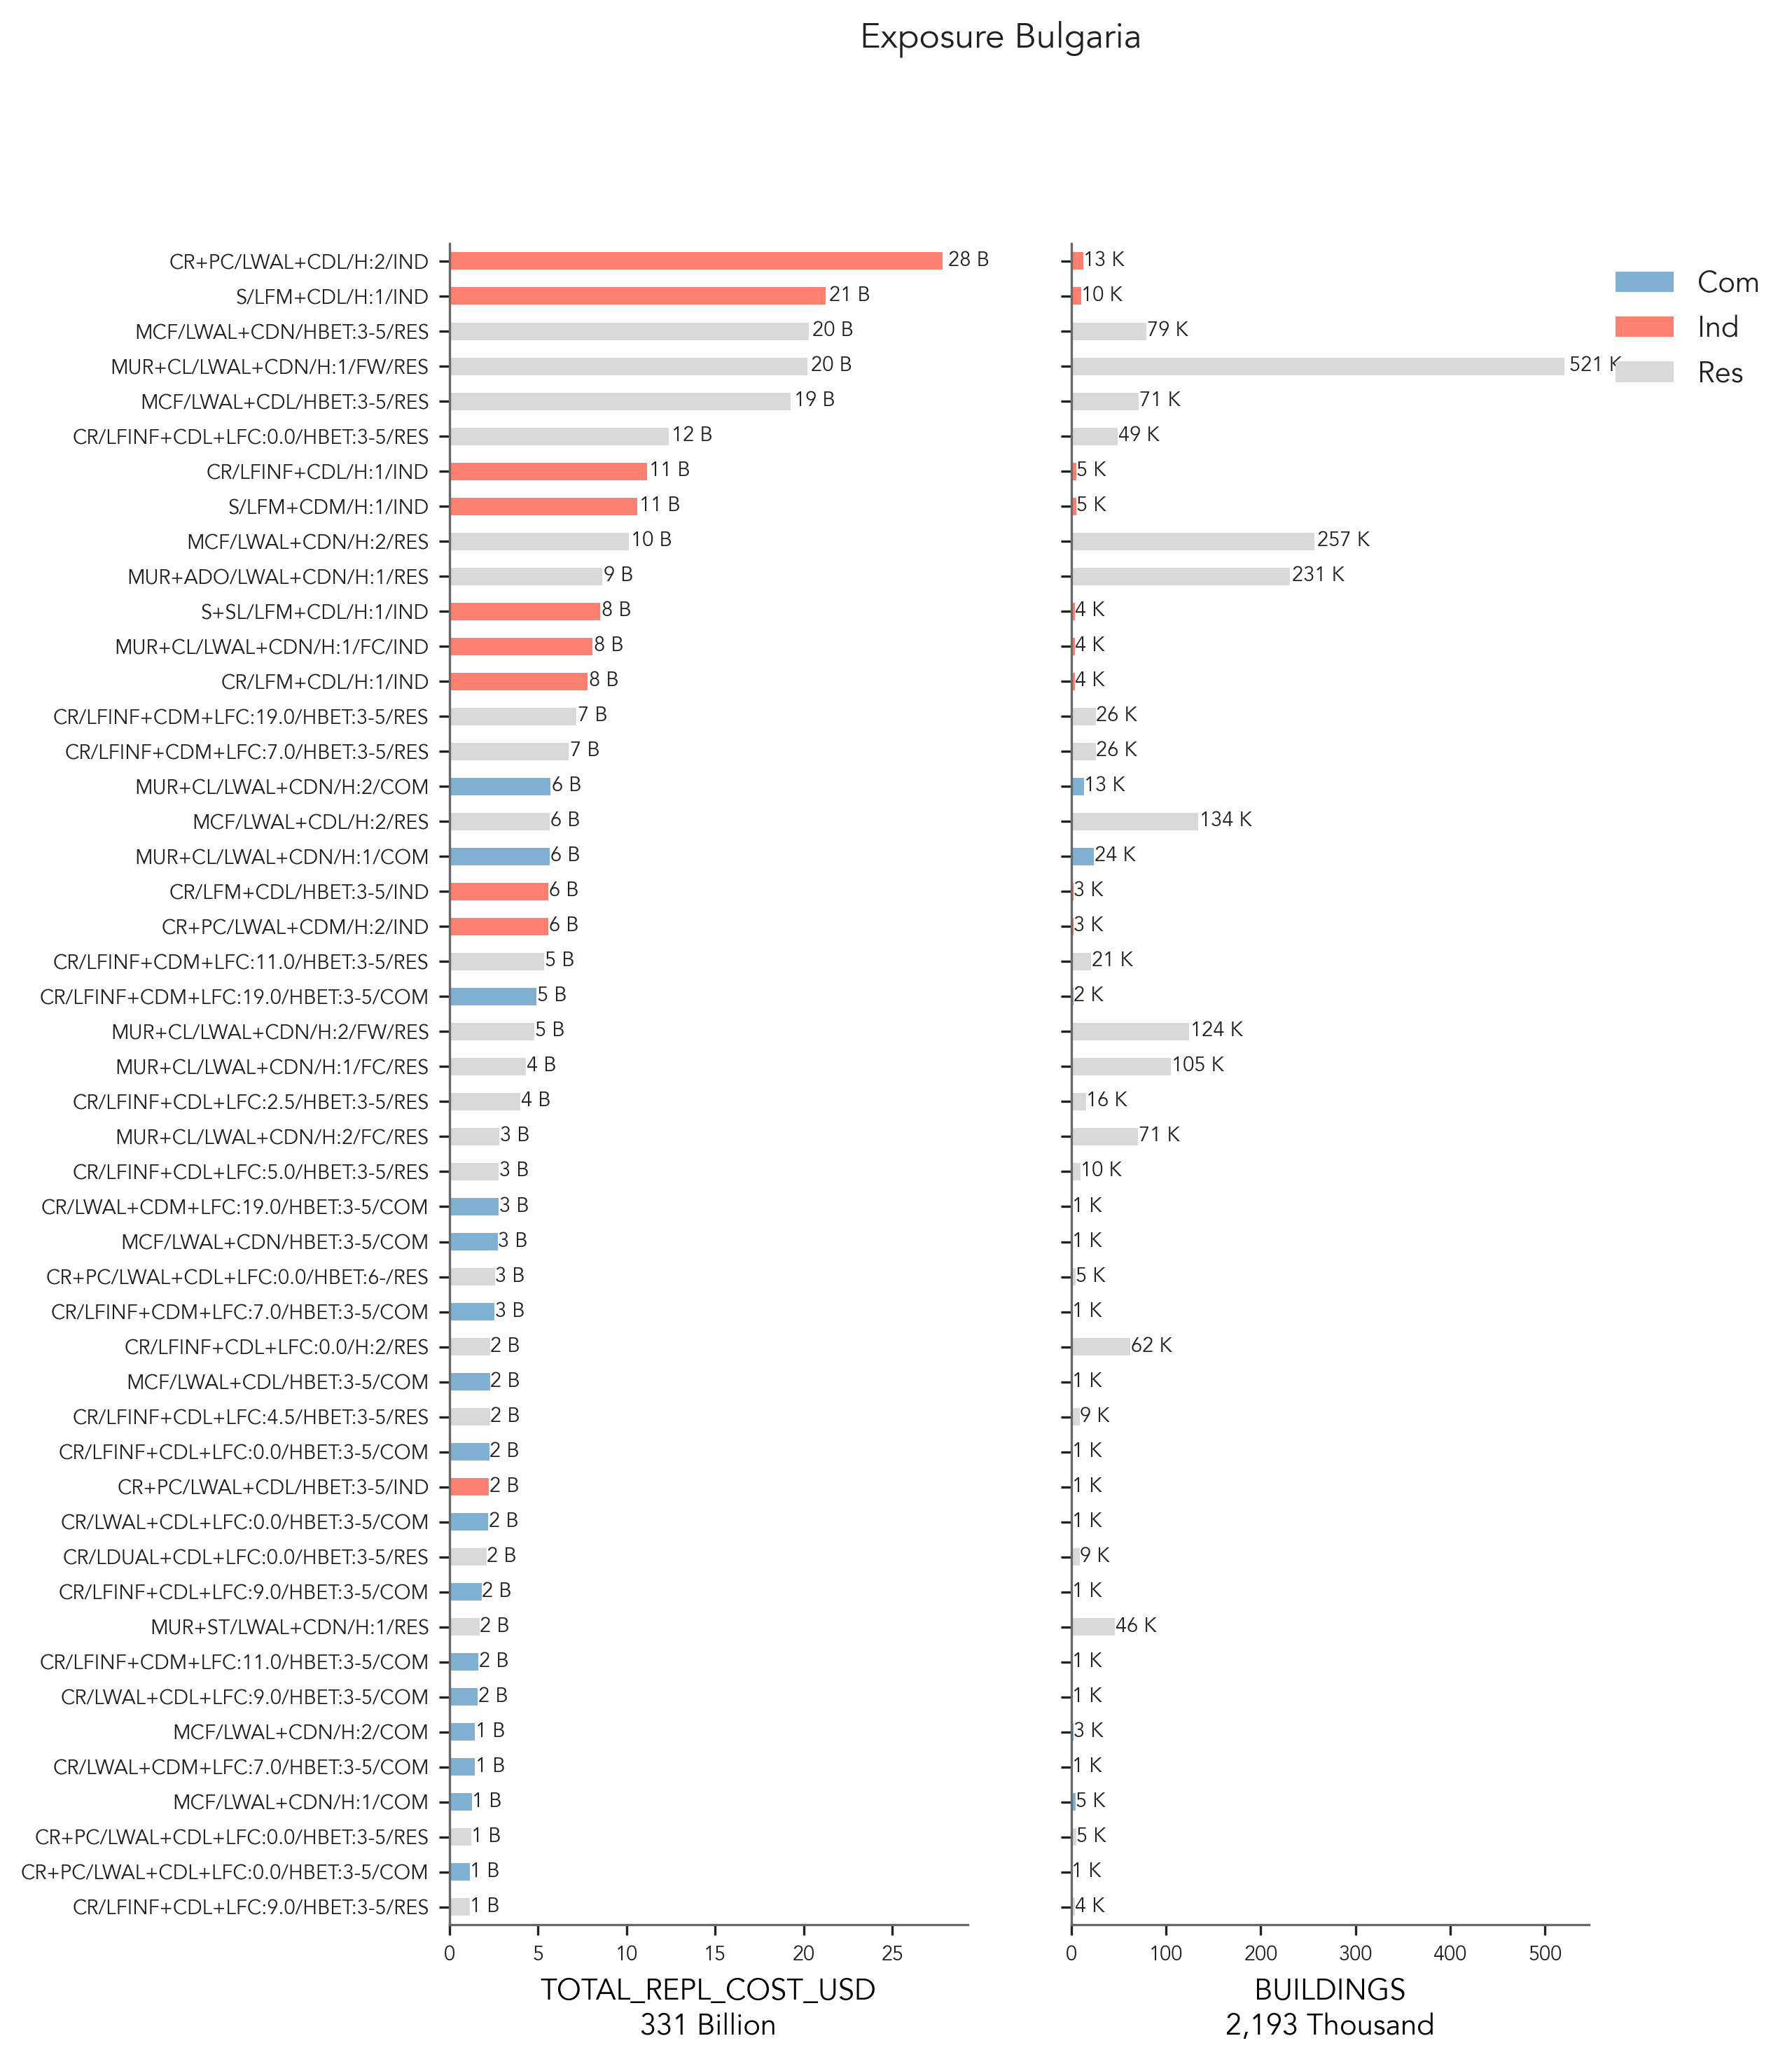 Exposure Bulgaria
CR+PC/LWAL+CDL/H:2/IND 28 B 13 K
S/LFM+CDL/H:1/IND 21 B 10 K
MCF/LWAL+CDN/HBET:3-5/RES 20 B 79 K
MUR+CL/LWAL+CDN/H:1/FW/RES 20 B 521 K
MCF/LWAL+CDL/HBET:3-5/RES 19 B 71 K
CR/LFINF+CDL+LFC:0.0/HBET:3-5/RES 12 B 49 K
CR/LFINF+CDL/H:1/IND 11 B 5 K
S/LFM+CDM/H:1/IND 11 B 5 K
MCF/LWAL+CDN/H:2/RES 10 B 257 K
MUR+ADO/LWAL+CDN/H:1/RES 9 B 231 K
S+SL/LFM+CDL/H:1/IND 8 B 4 K
MUR+CL/LWAL+CDN/H:1/FC/IND 8 B 4 K
CR/LFM+CDL/H:1/IND 8 B 4 K
CR/LFINF+CDM+LFC:19.0/HBET:3-5/RES 7 B 26 K
CR/LFINF+CDM+LFC:7.0/HBET:3-5/RES 7 B 26 K
MUR+CL/LWAL+CDN/H:2/COM 6 B 13 K
MCF/LWAL+CDL/H:2/RES 6 B 134 K
MUR+CL/LWAL+CDN/H:1/COM 6 B 24 K
CR/LFM+CDL/HBET:3-5/IND 6 B 3 K
CR+PC/LWAL+CDM/H:2/IND 6 B 3 K
CR/LFINF+CDM+LFC:11.0/HBET:3-5/RES 5 B 21 K
CR/LFINF+CDM+LFC:19.0/HBET:3-5/COM 5 B 2 K
MUR+CL/LWAL+CDN/H:2/FW/RES 5 B 124 K
MUR+CL/LWAL+CDN/H:1/FC/RES 4 B 105 K
CR/LFINF+CDL+LFC:2.5/HBET:3-5/RES 4 B 16 K
MUR+CL/LWAL+CDN/H:2/FC/RES 3 B 71 K
CR/LFINF+CDL+LFC:5.0/HBET:3-5/RES 3 B 10 K
CR/LWAL+CDM+LFC:19.0/HBET:3-5/COM 3 B 1 K
MCF/LWAL+CDN/HBET:3-5/COM 3 B 1 K
CR+PC/LWAL+CDL+LFC:0.0/HBET:6-/RES 3 B 5 K
CR/LFINF+CDM+LFC:7.0/HBET:3-5/COM 3 B 1 K
CR/LFINF+CDL+LFC:0.0/H:2/RES 2 B 62 K
MCF/LWAL+CDL/HBET:3-5/COM 2 B 1 K
CR/LFINF+CDL+LFC:4.5/HBET:3-5/RES 2 B 9 K
CR/LFINF+CDL+LFC:0.0/HBET:3-5/COM 2 B 1 K
CR+PC/LWAL+CDL/HBET:3-5/IND 2 B 1 K
CR/LWAL+CDL+LFC:0.0/HBET:3-5/COM 2 B 1 K
CR/LDUAL+CDL+LFC:0.0/HBET:3-5/RES 2 B 9 K
CR/LFINF+CDL+LFC:9.0/HBET:3-5/COM 2 B 1 K
MUR+ST/LWAL+CDN/H:1/RES 2 B 46 K
CR/LFINF+CDM+LFC:11.0/HBET:3-5/COM 2 B 1 K
CR/LWAL+CDL+LFC:9.0/HBET:3-5/COM 2 B 1 K
MCF/LWAL+CDN/H:2/COM 1 B 3 K
CR/LWAL+CDM+LFC:7.0/HBET:3-5/COM 1 B 1 K
MCF/LWAL+CDN/H:1/COM 1 B 5 K
CR+PC/LWAL+CDL+LFC:0.0/HBET:3-5/RES 1 B 5 K
CR+PC/LWAL+CDL+LFC:0.0/HBET:3-5/COM 1 B 1 K
CR/LFINF+CDL+LFC:9.0/HBET:3-5/RES 1 B 4 K
Com
Ind
Res
0 5 10 15 20 25
TOTAL_REPL_COST_USD
331 Billion
0 100 200 300 400 500
BUILDINGS
2,193 Thousand